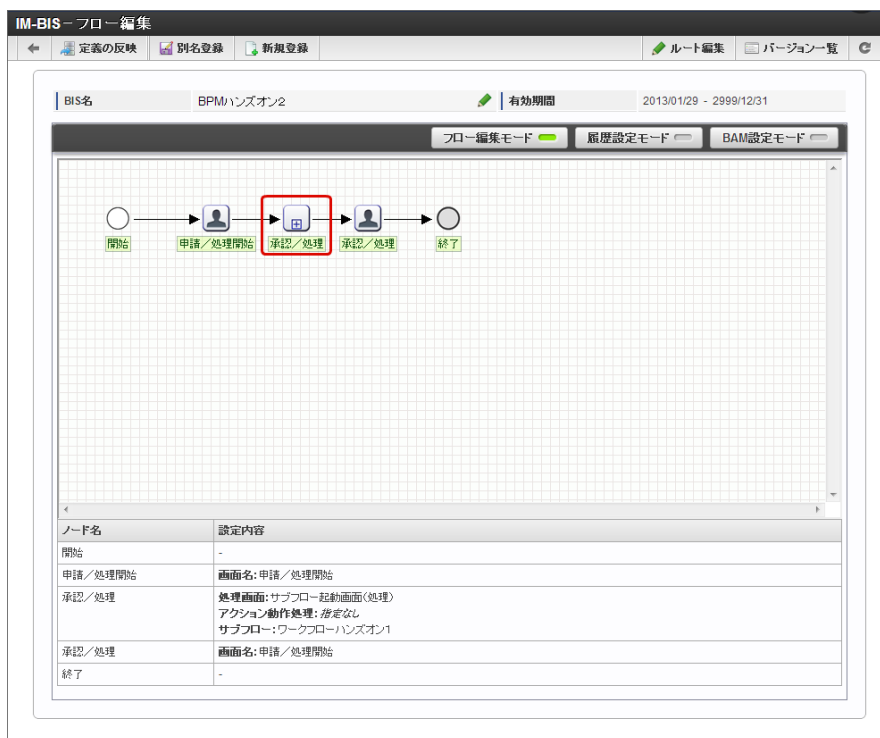 IM-BIS－フロー編集
定義の反映 別名登録 新規登録 ルート編集 バージョン一覧
BIS名 BPMハンズオン2 有効期間 2013/01/29 - 2999/12/31
フロー編集モード 履歴設定モード BAM設定モード
開始 申請／処理開始 承認／処理 承認／処理 終了
ノード名 設定内容
開始 -
申請／処理開始 画面名:申請／処理開始
承認／処理 処理画面:サブフロー起動画面(処理)
アクション動作処理:指定なし
サブフロー:ワークフローハンズオン1
承認／処理 画面名:申請／処理開始
終了 -